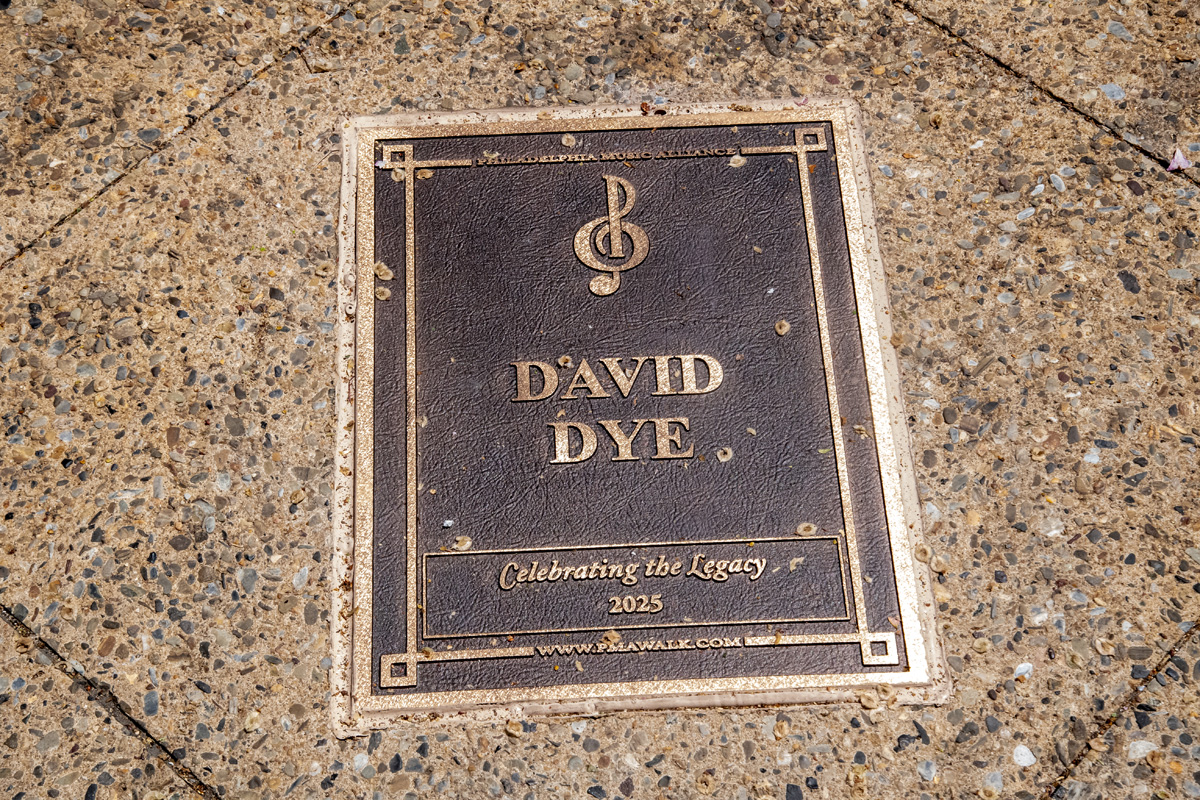 PHILADELPHIA MUSIC ALLIANCE
DAVID
DYE
Celebrating the Legacy
2025
WWW.PMAWALK.COM